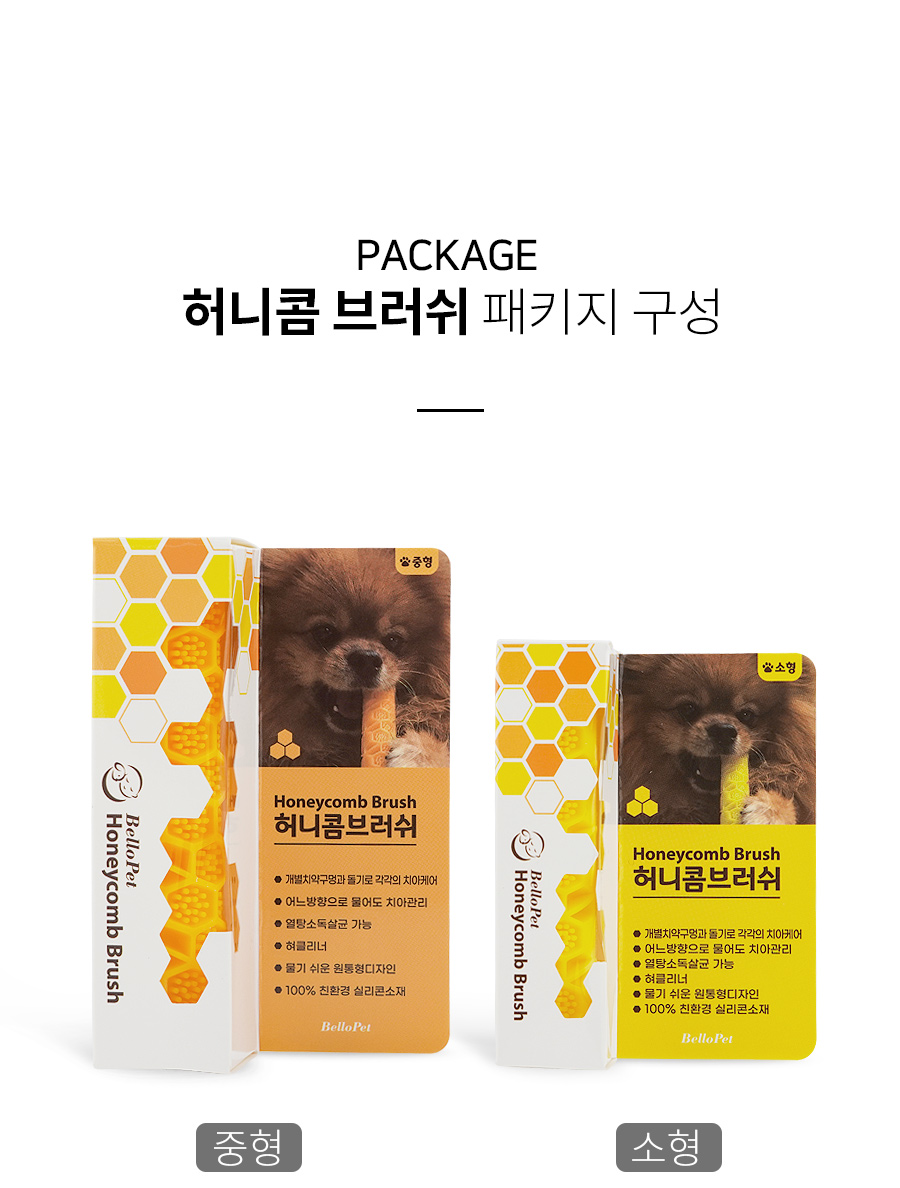 PACKAGE
허니콤 브러쉬 패키지 구성
중형
BelloPet
Honeycomb Brush
Honeycomb Brush
허니콤브러쉬
개별치약구멍과 돌기로 각각의 치아케어
어느방향으로 물어도 치아관리
열탕소독살균 가능
혀클리너
물기 쉬운 원통형디자인
100% 친환경 실리콘소재
BelloPet
소형
BelloPet
Honeycomb Brush
Honeycomb Brush
허니콤브러쉬
개별치약구멍과 돌기로 각각의 치아케어
어느방향으로 물어도 치아관리
열탕소독살균 가능
혀클리너
물기 쉬운 원통형디자인
100% 친환경 실리콘소재
BelloPet
중형
소형